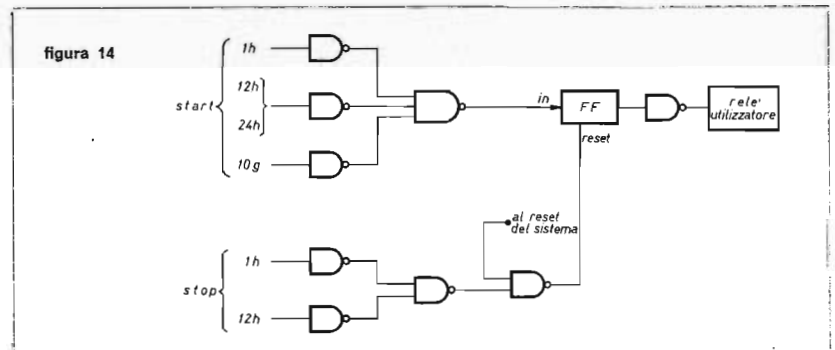 figura 14
start
1h
12h
24h
10g
in
FF
reset
rele'
utilizzatore
al reset
del sistema
stop
1h
12h